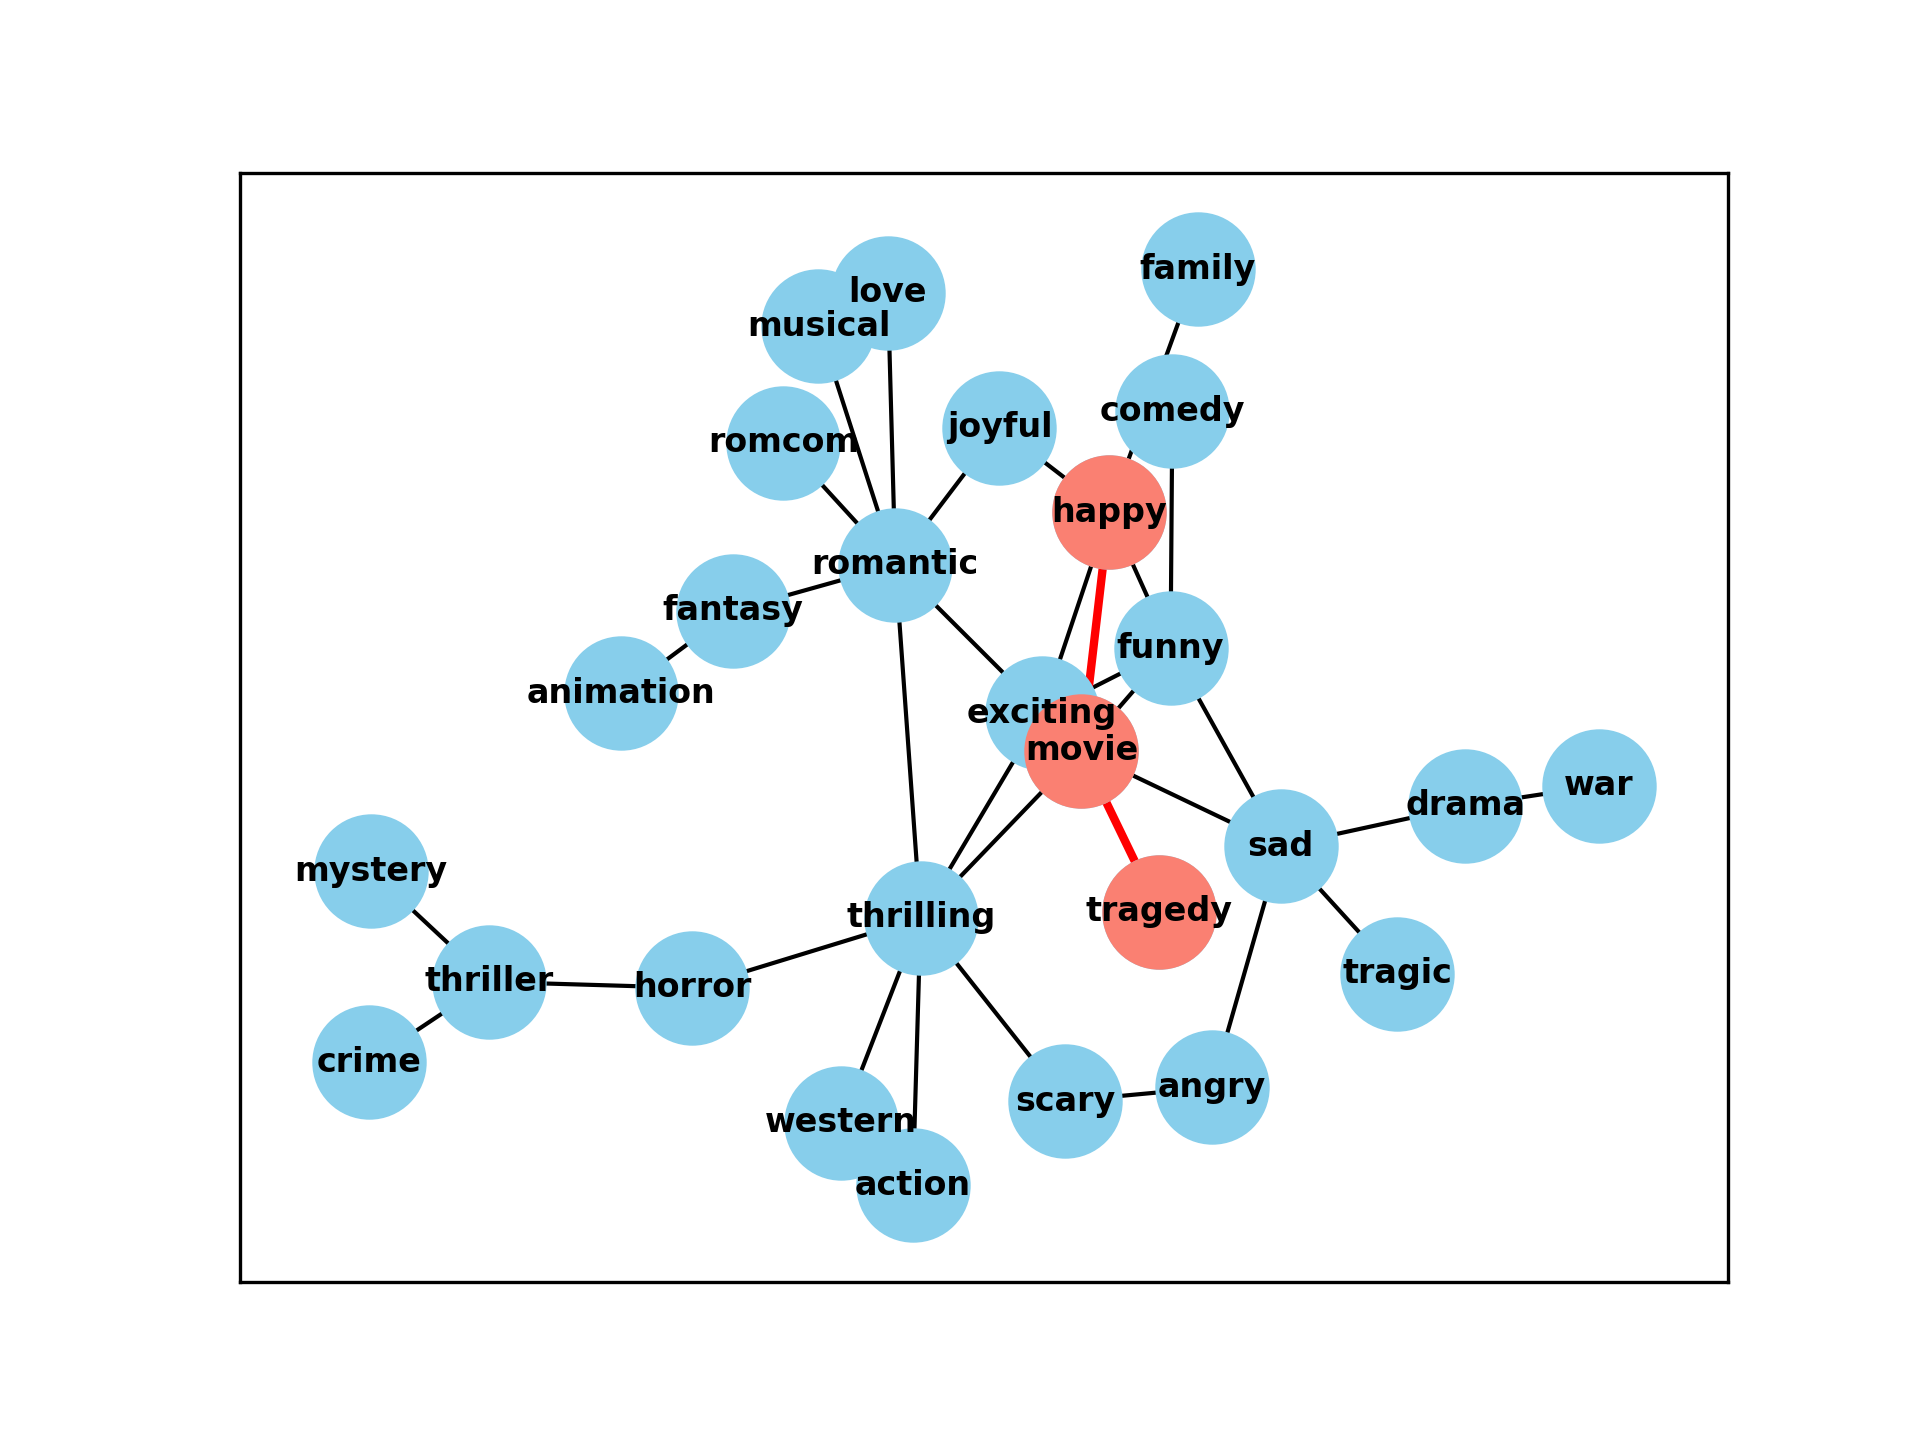 family
love
musical
comedy
joyful
romcom
happy
romantic
fantasy
funny
animation
exciting
movie
war
drama
sad
mystery
tragedy
thrilling
tragic
thriller
horror
crime
angry
scary
western
action